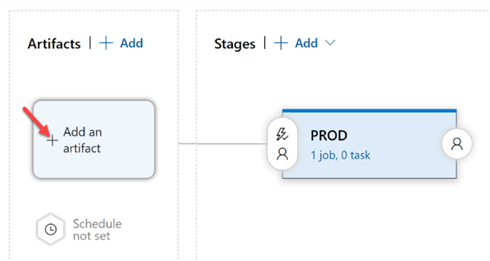 Artifacts | + Add
Stages | + Add
+ Add an
artifact
PROD
1 job, 0 task
Schedule
not set